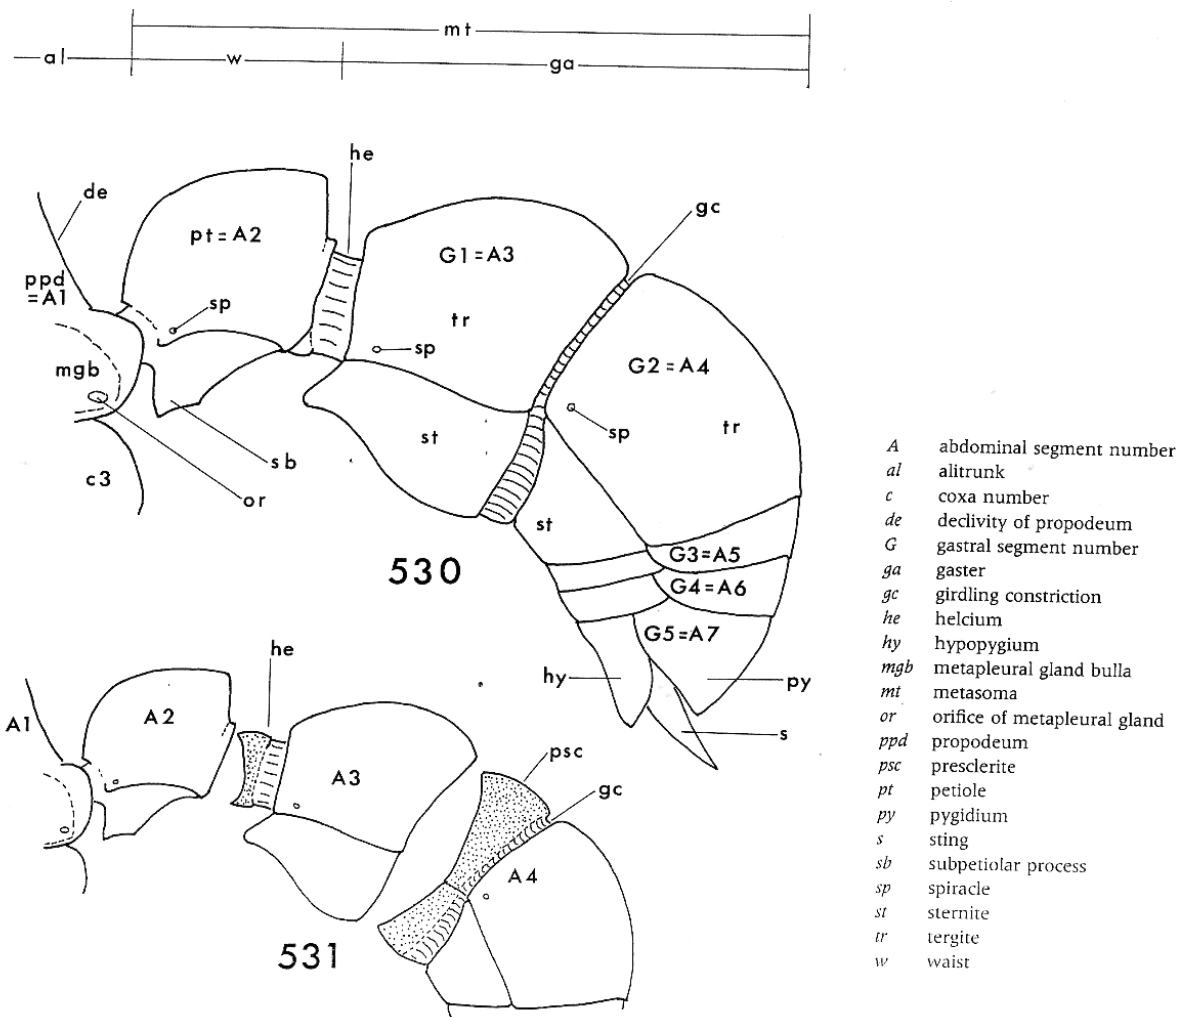 mt
al w ga
he
de
gc
pt = A2
G1 = A3
ppd
= A1
sp
tr
sp
mgb
G2 = A4
sp
tr
st
sb
c3
or
st
530
G3=A5
G4=A6
G5=A7
hy
py
s
he
A1
A2
psc
A3
gc
A4
531
A abdominal segment number
al alitrunk
c coxa number
de declivity of propodeum
G gastral segment number
ga gaster
gc girdling constriction
he helcium
hy hypopygium
mgb metapleural gland bulla
mt metasoma
or orifice of metapleural gland
ppd propodeum
psc presclerite
pt petiole
py pygidium
s sting
sb subpetiolar process
sp spiracle
st sternite
tr tergite
w waist